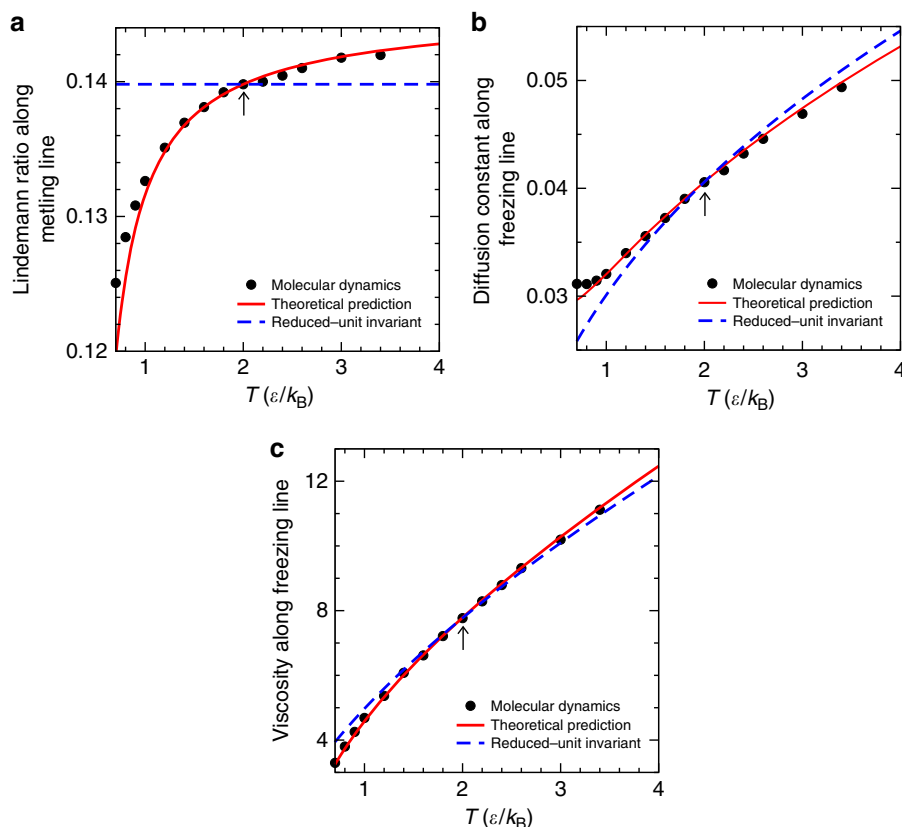 a
Lindemann ratio along
metling line
0.14
0.13
0.12
1
2
3
4
T (ε/kB)
Molecular dynamics
Theoretical prediction
Reduced–unit invariant
b
Diffusion constant along
freezing line
0.05
0.04
0.03
1
2
3
4
T (ε/kB)
Molecular dynamics
Theoretical prediction
Reduced–unit invariant
c
Viscosity along freezing line
12
8
4
1
2
3
4
T (ε/kB)
Molecular dynamics
Theoretical prediction
Reduced–unit invariant